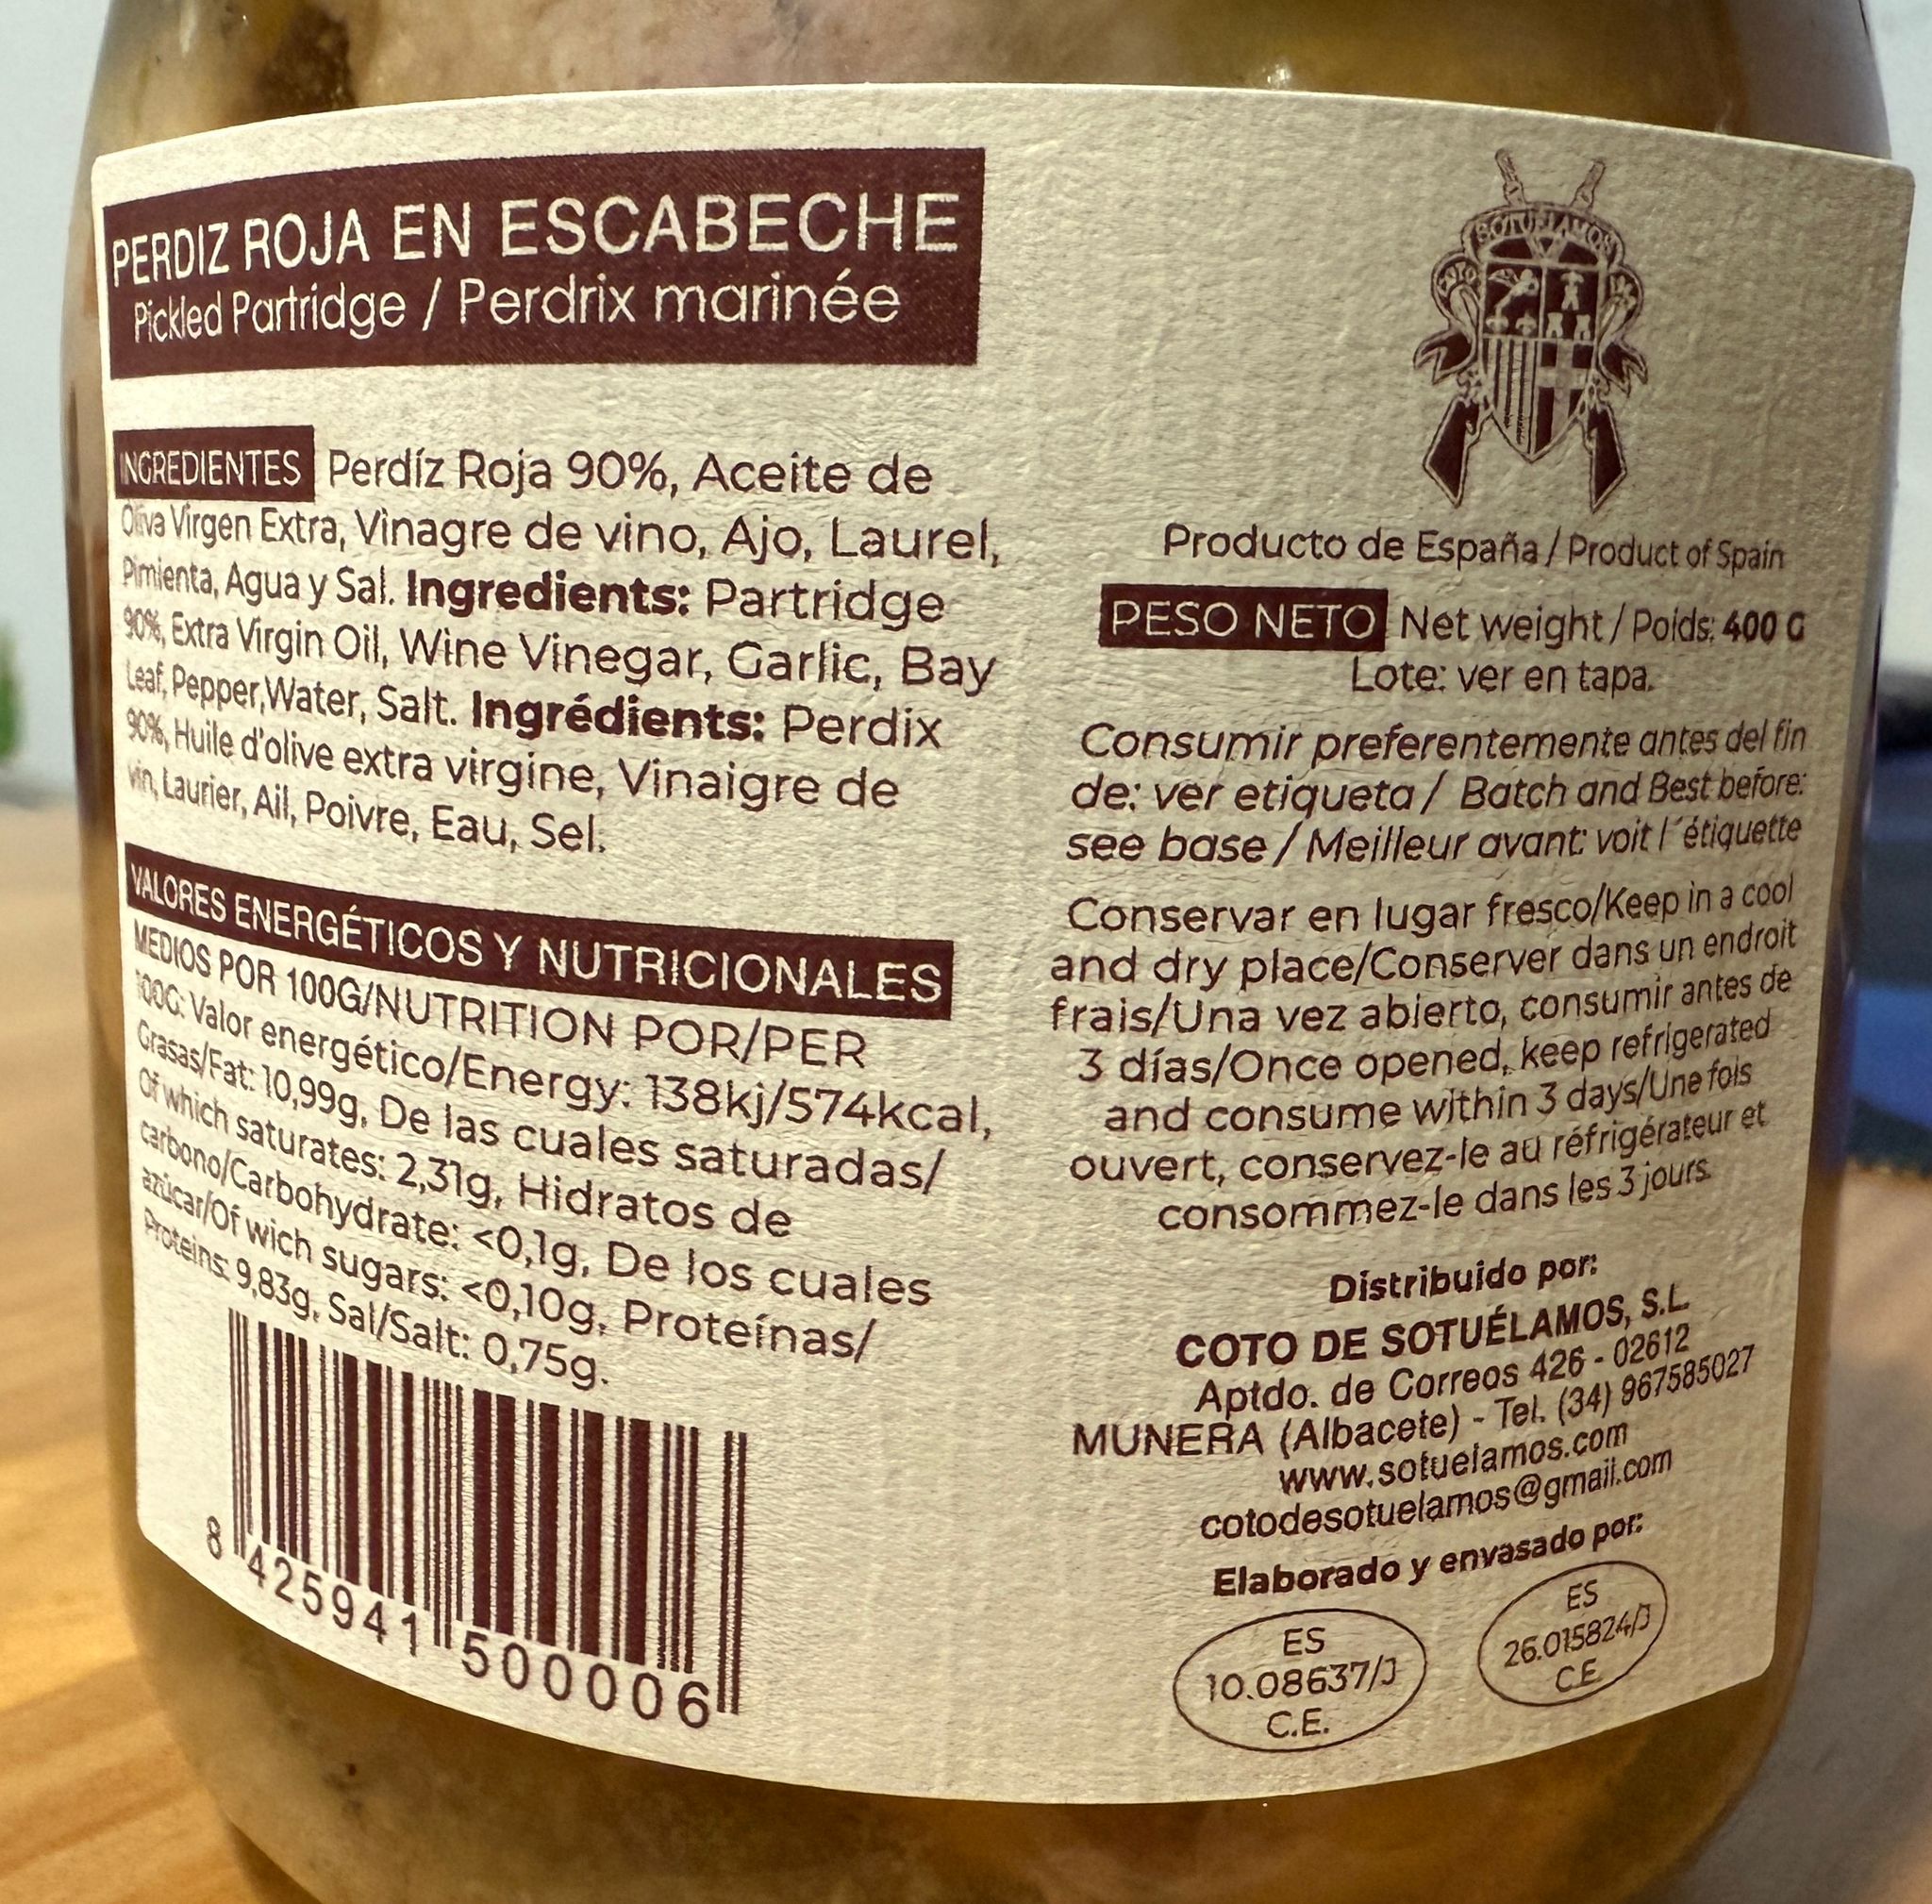 PERDIZ ROJA EN ESCABECHE
Pickled Partridge / Perdrix marinée
INGREDIENTES Perdíz Roja 90%, Aceite de
Oliva Virgen Extra, Vinagre de vino, Ajo, Laurel,
Pimienta, Agua y Sal. Ingredients: Partridge
90%, Extra Virgin Oil, Wine Vinegar, Garlic, Bay
Leaf, Pepper,Water, Salt. Ingrédients: Perdix
90%, Huile d'olive extra virgine, Vinaigre de
vin, Laurier, Ail, Poivre, Eau, Sel.
VALORES ENERGÉTICOS Y NUTRICIONALES
MEDIOS POR 100G/NUTRITION POR/PER
100G: Valor energético/Energy: 138kj/574kcal,
Grasas/Fat: 10,99g, De las cuales saturadas/
Of which saturates: 2,31g, Hidratos de
carbono/Carbohydrate: <0,1g, De los cuales
azúcar/Of wich sugars: <0,10g, Proteínas/
Proteins: 9,83g, Sal/Salt: 0,75g.
8 425941 500006
SOTUELAMOS
COTO DE
Producto de España / Product of Spain
PESO NETO Net weight / Poids: 400 G
Lote: ver en tapa.
Consumir preferentemente antes del fin
de: ver etiqueta / Batch and Best before:
see base / Meilleur avant: voit l´étiquette
Conservar en lugar fresco/Keep in a cool
and dry place/Conserver dans un endroit
frais/Una vez abierto, consumir antes de
3 días/Once opened, keep refrigerated
and consume within 3 days/Une fois
ouvert, conservez-le au réfrigérateur et
consommez-le dans les 3 jours.
Distribuido por:
COTO DE SOTUÉLAMOS, S.L.
Aptdo. de Correos 426 - 02612
MUNERA (Albacete) - Tel. (34) 967585027
www.sotuelamos.com
cotodesotuelamos@gmail.com
Elaborado y envasado por:
ES
10.08637/J
C.E.
ES
26.015824/J
C.E.